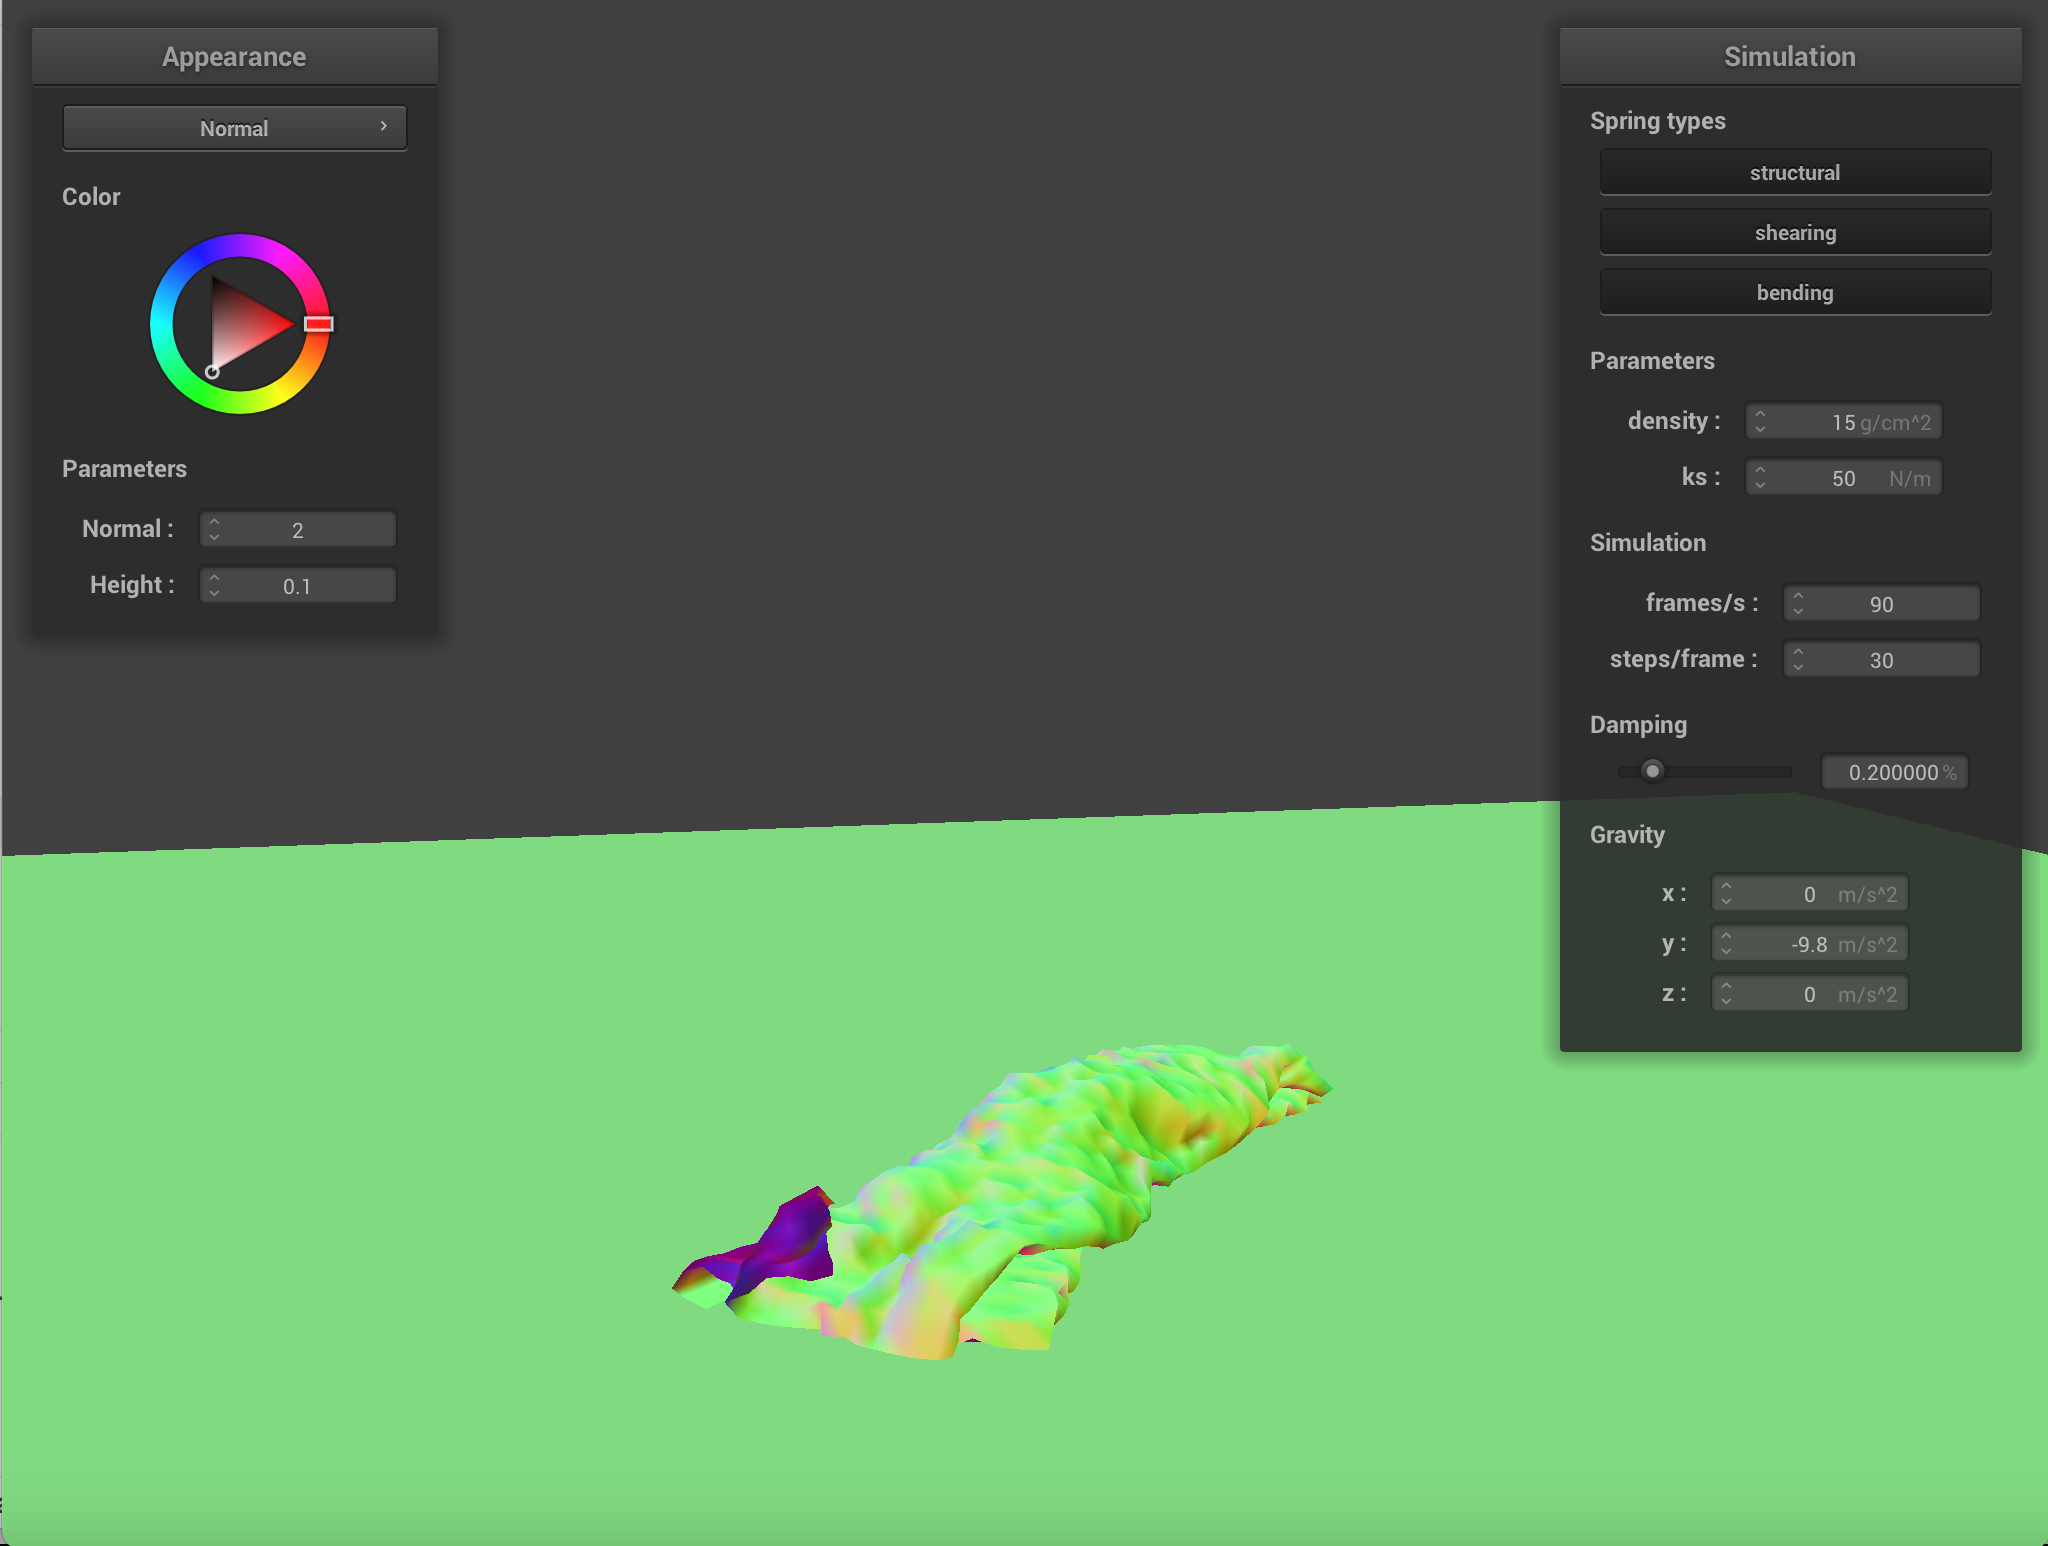 Appearance
Normal
Color
Parameters
Normal : 2
Height : 0.1
Simulation
Spring types
structural
shearing
bending
Parameters
density : 15 g/cm^2
ks : 50 N/m
Simulation
frames/s : 90
steps/frame : 30
Damping
0.200000 %
Gravity
x : 0 m/s^2
y : -9.8 m/s^2
z : 0 m/s^2